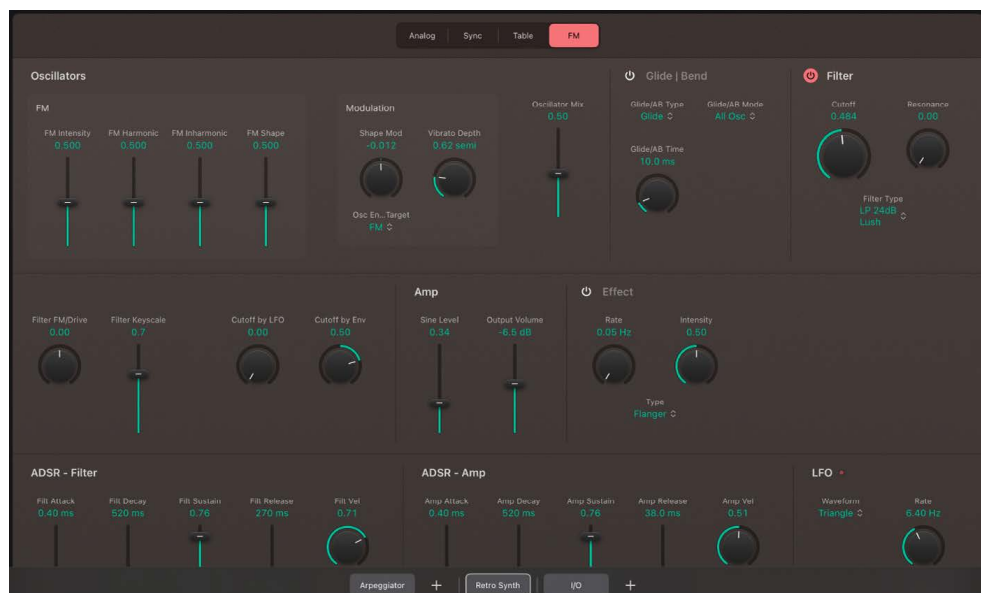 Analog Sync Table FM
Oscillators
Glide | Bend
Filter
FM
Modulation
Oscillator Mix
0.50
Glide/AB Type Glide/AB Mode
Glide All Osc
Cutoff Resonance
0.484 0.00
FM Intensity FM Harmonic FM Inharmonic FM Shape
0.500 0.500 0.500 0.500
Shape Mod Vibrato Depth
-0.012 0.62 semi
Glide/AB Time
10.0 ms
Osc En...Target
FM
Filter Type
LP 24dB
Lush
Amp
Effect
Filter FM/Drive Filter Keyscale Cutoff by LFO Cutoff by Env
0.00 0.7 0.00 0.50
Sine Level Output Volume
0.34 -6.5 dB
Rate Intensity
0.05 Hz 0.50
Type
Flanger
ADSR - Filter
ADSR - Amp
LFO
Filt Attack Filt Decay Filt Sustain Filt Release Filt Vel
0.40 ms 520 ms 0.76 270 ms 0.71
Amp Attack Amp Decay Amp Sustain Amp Release Amp Vel
0.40 ms 520 ms 0.76 38.0 ms 0.51
Waveform Rate
Triangle 6.40 Hz
Arpeggiator + Retro Synth I/O +